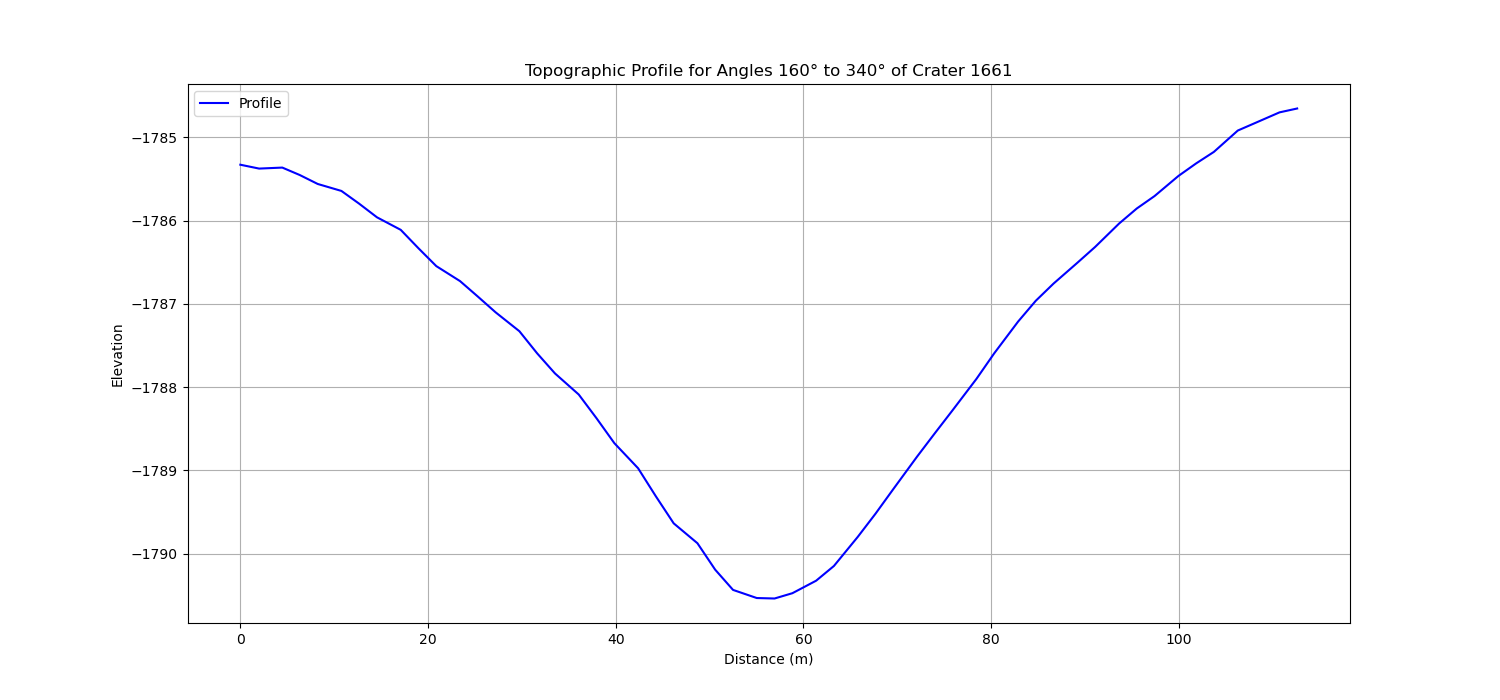 Topographic Profile for Angles 160° to 340° of Crater 1661
Profile
Elevation
−1785
−1786
−1787
−1788
−1789
−1790
0 20 40 60 80 100
Distance (m)